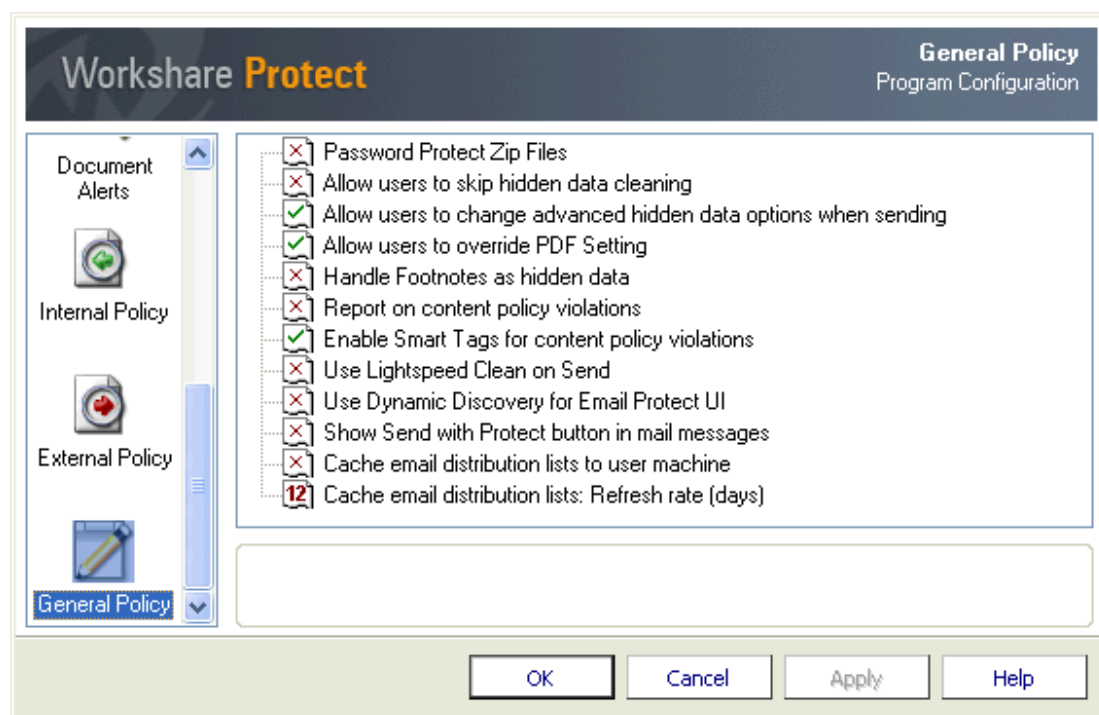 Workshare Protect
General Policy
Program Configuration
Document
Alerts
Internal Policy
External Policy
General Policy
Password Protect Zip Files
Allow users to skip hidden data cleaning
Allow users to change advanced hidden data options when sending
Allow users to override PDF Setting
Handle Footnotes as hidden data
Report on content policy violations
Enable Smart Tags for content policy violations
Use Lightspeed Clean on Send
Use Dynamic Discovery for Email Protect UI
Show Send with Protect button in mail messages
Cache email distribution lists to user machine
12 Cache email distribution lists: Refresh rate (days)
OK Cancel Apply Help